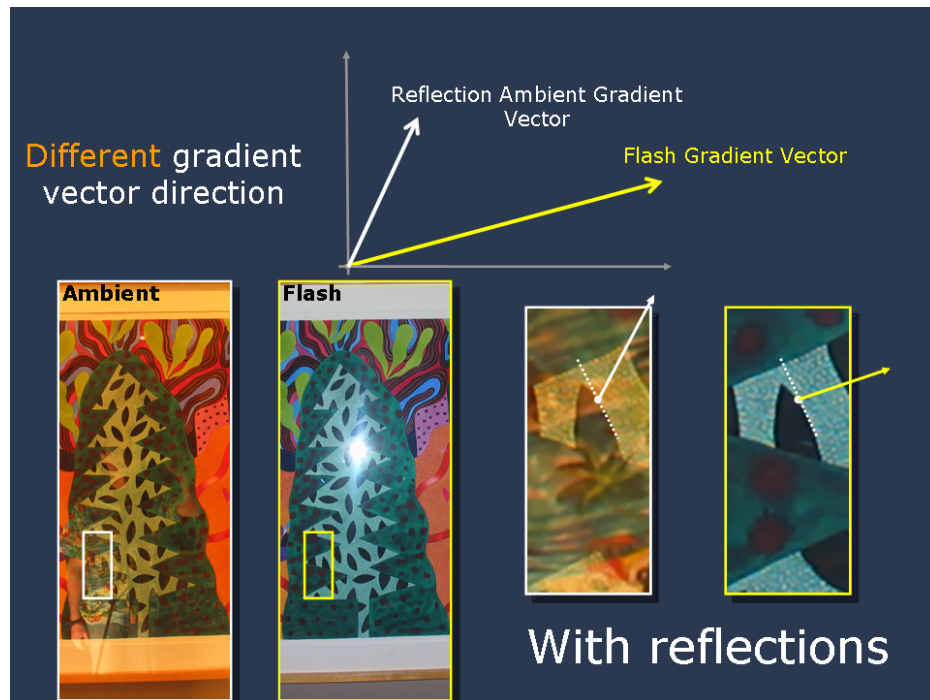 Reflection Ambient Gradient
Vector
Different gradient
vector direction
Flash Gradient Vector
Ambient
Flash
With reflections